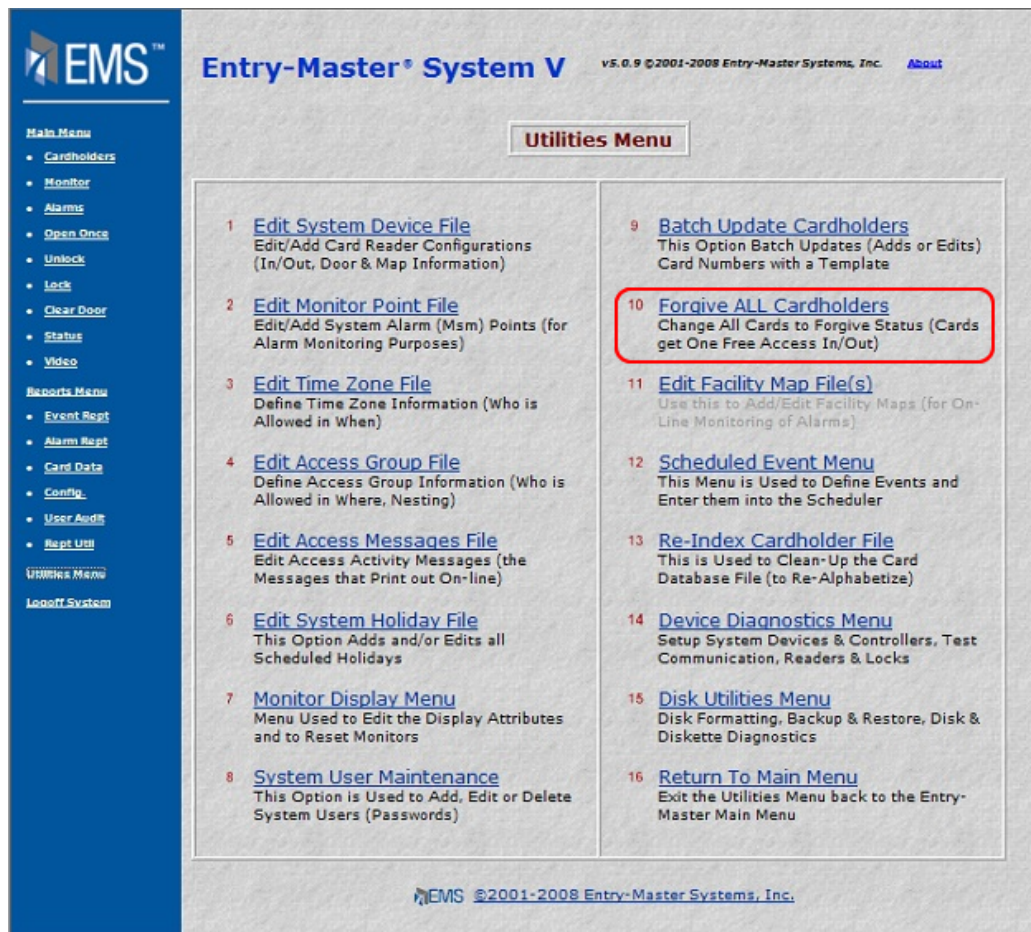 EMS™
Main Menu
• Cardholders
• Monitor
• Alarms
• Open Once
• Unlock
• Lock
• Clear Door
• Status
• Video
Reports Menu
• Event Rept
• Alarm Rept
• Card Data
• Config.
• User Audit
• Rept Util
Utilities Menu
Logoff System
Entry-Master® System V v5.0.9 ©2001-2008 Entry-Master Systems, Inc. About
Utilities Menu
1 Edit System Device File
Edit/Add Card Reader Configurations
(In/Out, Door & Map Information)
2 Edit Monitor Point File
Edit/Add System Alarm (Msm) Points (for
Alarm Monitoring Purposes)
3 Edit Time Zone File
Define Time Zone Information (Who is
Allowed in When)
4 Edit Access Group File
Define Access Group Information (Who is
Allowed in Where, Nesting)
5 Edit Access Messages File
Edit Access Activity Messages (the
Messages that Print out On-line)
6 Edit System Holiday File
This Option Adds and/or Edits all
Scheduled Holidays
7 Monitor Display Menu
Menu Used to Edit the Display Attributes
and to Reset Monitors
8 System User Maintenance
This Option is Used to Add, Edit or Delete
System Users (Passwords)
9 Batch Update Cardholders
This Option Batch Updates (Adds or Edits)
Card Numbers with a Template
10 Forgive ALL Cardholders
Change All Cards to Forgive Status (Cards
get One Free Access In/Out)
11 Edit Facility Map File(s)
Use this to Add/Edit Facility Maps (for On-
Line Monitoring of Alarms)
12 Scheduled Event Menu
This Menu is Used to Define Events and
Enter them into the Scheduler
13 Re-Index Cardholder File
This is Used to Clean-Up the Card
Database File (to Re-Alphabetize)
14 Device Diagnostics Menu
Setup System Devices & Controllers, Test
Communication, Readers & Locks
15 Disk Utilities Menu
Disk Formatting, Backup & Restore, Disk &
Diskette Diagnostics
16 Return To Main Menu
Exit the Utilities Menu back to the Entry-
Master Main Menu
EMS ©2001-2008 Entry-Master Systems, Inc.